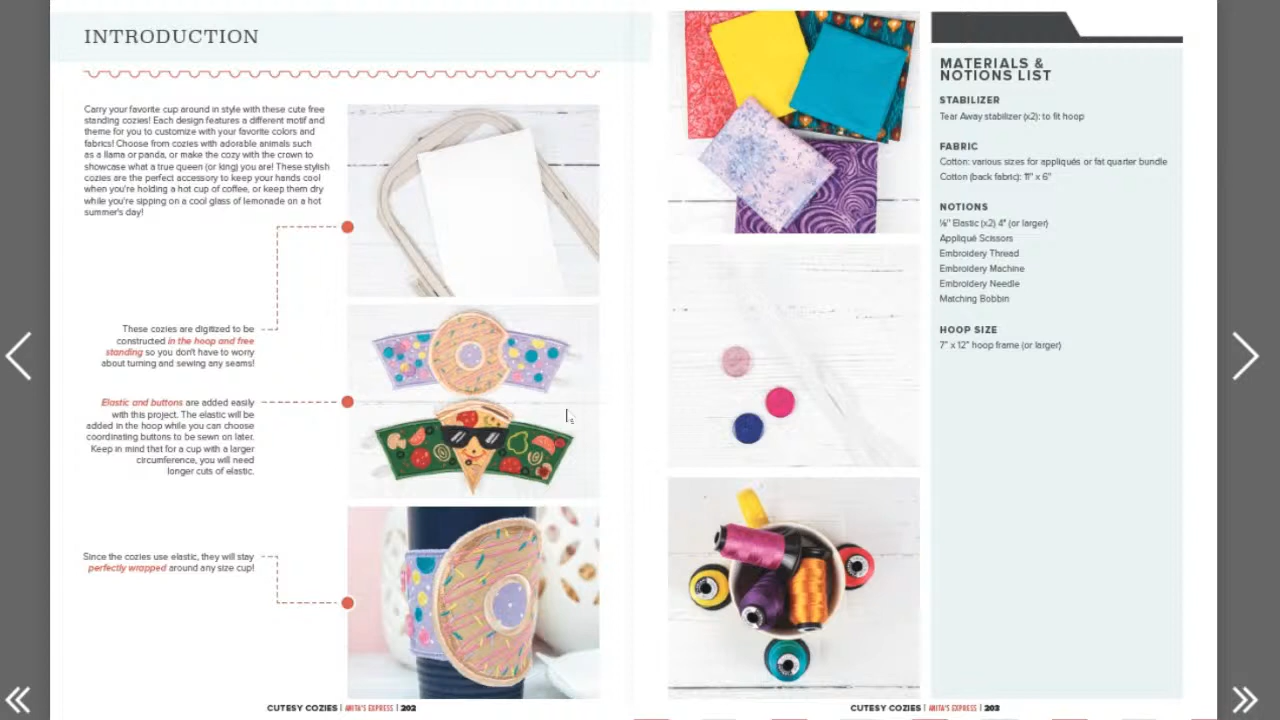 INTRODUCTION
Carry your favorite cup around in style with these cute free
standing cozies! Each design features a different motif and
theme for you to customize with your favorite colors and
fabrics! Choose from cozies with adorable animals such
as a llama or panda, or make the cozy with the crown to
showcase what a true queen (or king) you are! These stylish
cozies are the perfect accessory to keep your hands cool
when you're holding a hot cup of coffee, or keep them dry
while you're sipping on a cool glass of lemonade on a hot
summer's day!
These cozies are digitized to be
constructed in the hoop and free
standing so you don't have to worry
about turning and sewing any seams!
Elastic and buttons are added easily
with this project. The elastic will be
added in the hoop while you can choose
coordinating buttons to be sewn on later.
Keep in mind that for a cup with a larger
circumference, you will need
longer cuts of elastic.
Since the cozies use elastic, they will stay
perfectly wrapped around any size cup!
CUTESY COZIES | ANITA'S EXPRESS | 202
MATERIALS &
NOTIONS LIST
STABILIZER
Tear Away stabilizer (x2): to fit hoop
FABRIC
Cotton: various sizes for appliqués or fat quarter bundle
Cotton (back fabric): 11" x 6"
NOTIONS
⅛" Elastic (x2) 4" (or larger)
Appliqué Scissors
Embroidery Thread
Embroidery Machine
Embroidery Needle
Matching Bobbin
HOOP SIZE
7" x 12" hoop frame (or larger)
CUTESY COZIES | ANITA'S EXPRESS | 203